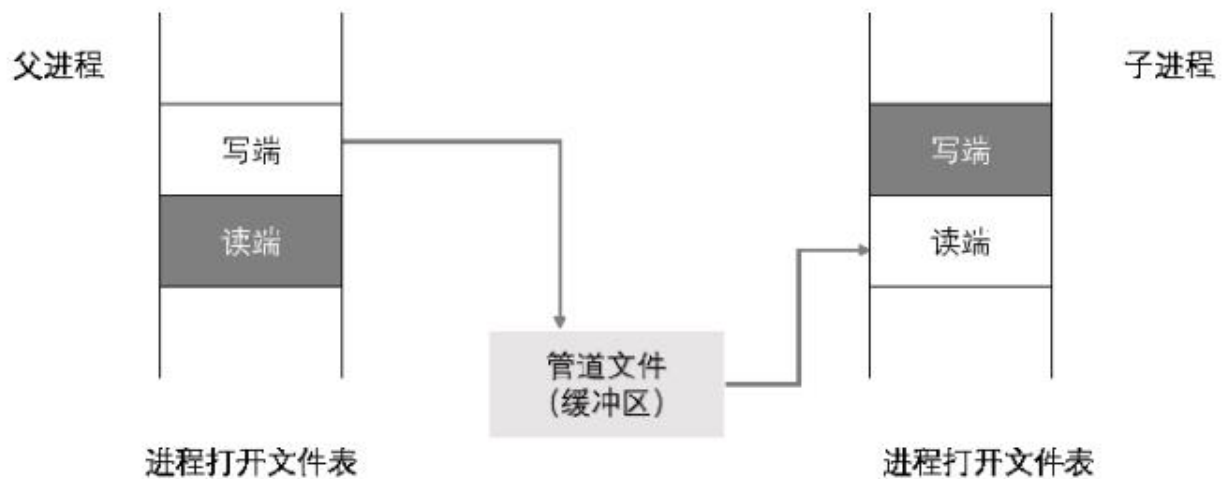 父进程
子进程
写端
写端
读端
读端
管道文件
(缓冲区)
进程打开文件表
进程打开文件表